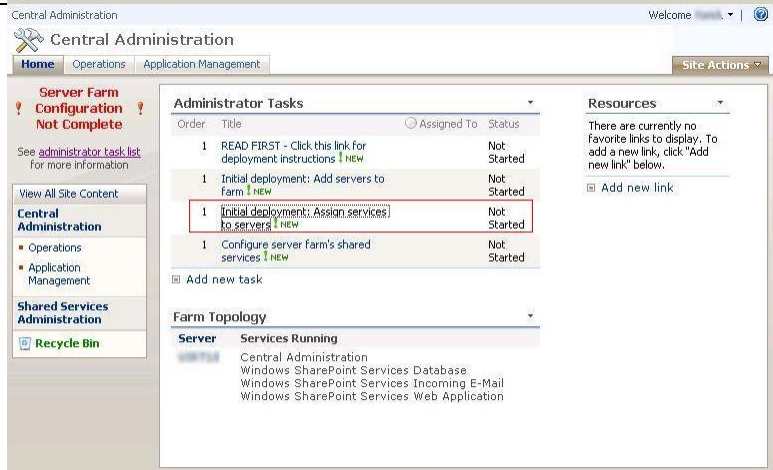 Central Administration
Welcome
Central Administration
Home
Operations
Application Management
Site Actions
Server Farm
! Configuration !
Not Complete
See administrator task list
for more information
View All Site Content
Central
Administration
Operations
Application
Management
Shared Services
Administration
Recycle Bin
Administrator Tasks
Order Title Assigned To Status
1 READ FIRST - Click this link for
deployment instructions ! NEW
Not
Started
1 Initial deployment: Add servers to
farm ! NEW
Not
Started
1 Initial deployment: Assign services
to servers ! NEW
Not
Started
1 Configure server farm's shared
services ! NEW
Not
Started
Add new task
Farm Topology
Server Services Running
Central Administration
Windows SharePoint Services Database
Windows SharePoint Services Incoming E-Mail
Windows SharePoint Services Web Application
Resources
There are currently no
favorite links to display. To
add a new link, click "Add
new link" below.
Add new link